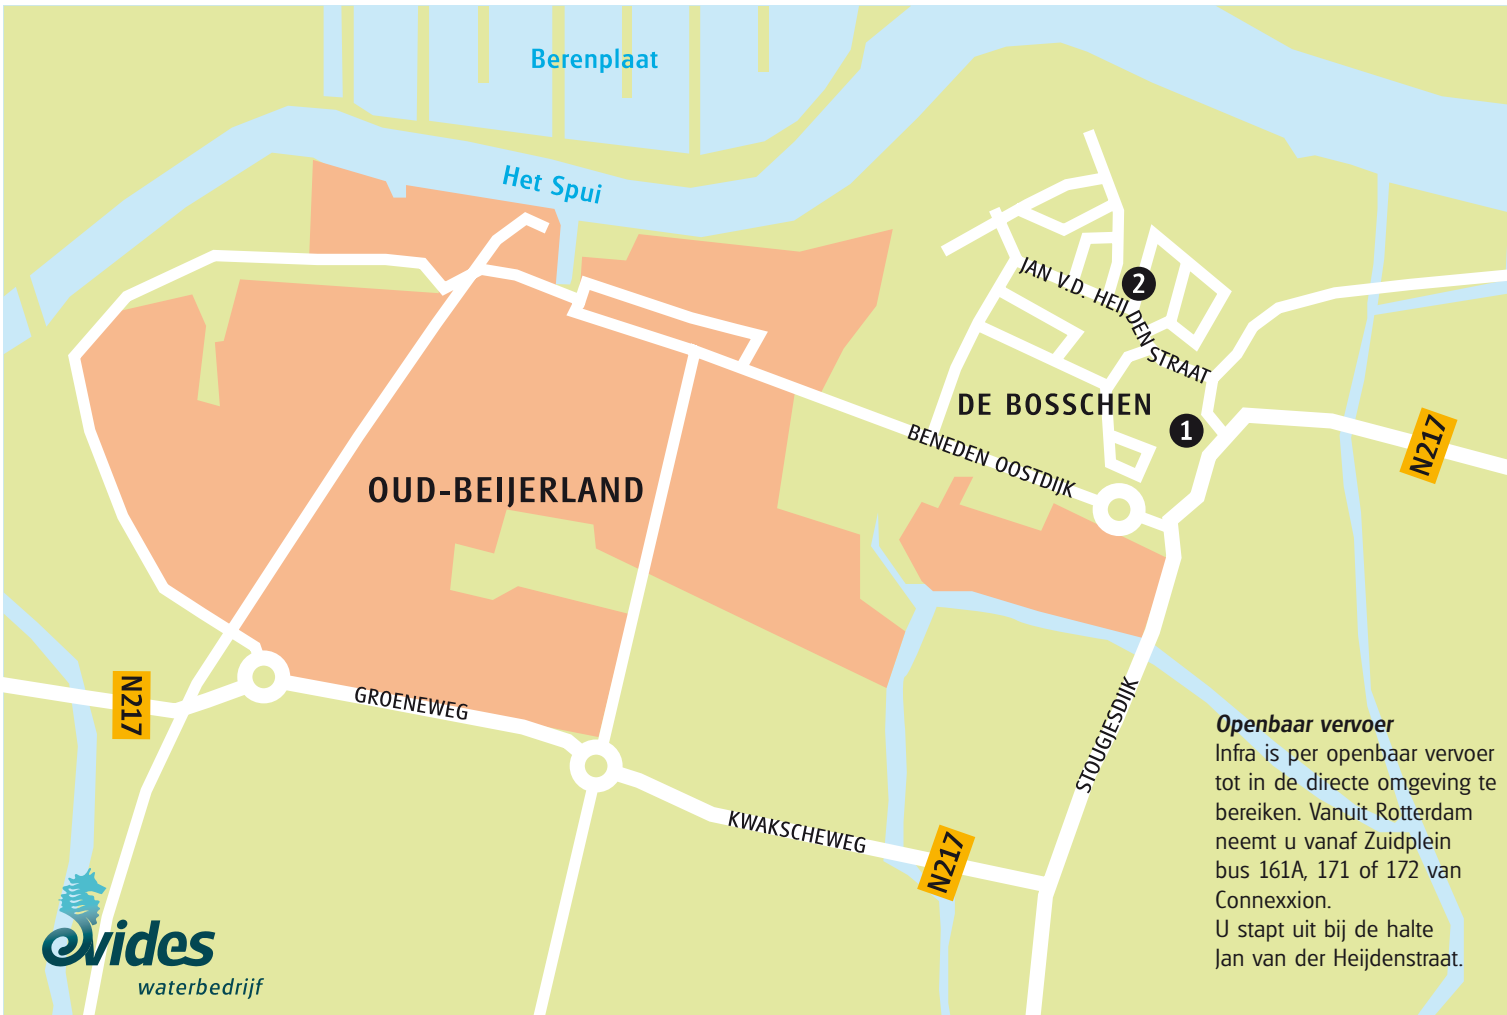 Berenplaat
Het Spui
JAN V.D. HEIJDENSTRAAT
2
DE BOSSCHEN
1
N217
BENEDEN OOSTDIJK
OUD-BEIJERLAND
N217
GROENEWEG
STOUGJESDIJK
KWAKSCHEWEG
N217
Openbaar vervoer
Infra is per openbaar vervoer
tot in de directe omgeving te
bereiken. Vanuit Rotterdam
neemt u vanaf Zuidplein
bus 161A, 171 of 172 van
Connexxion.
U stapt uit bij de halte
Jan van der Heijdenstraat.
evides
waterbedrijf